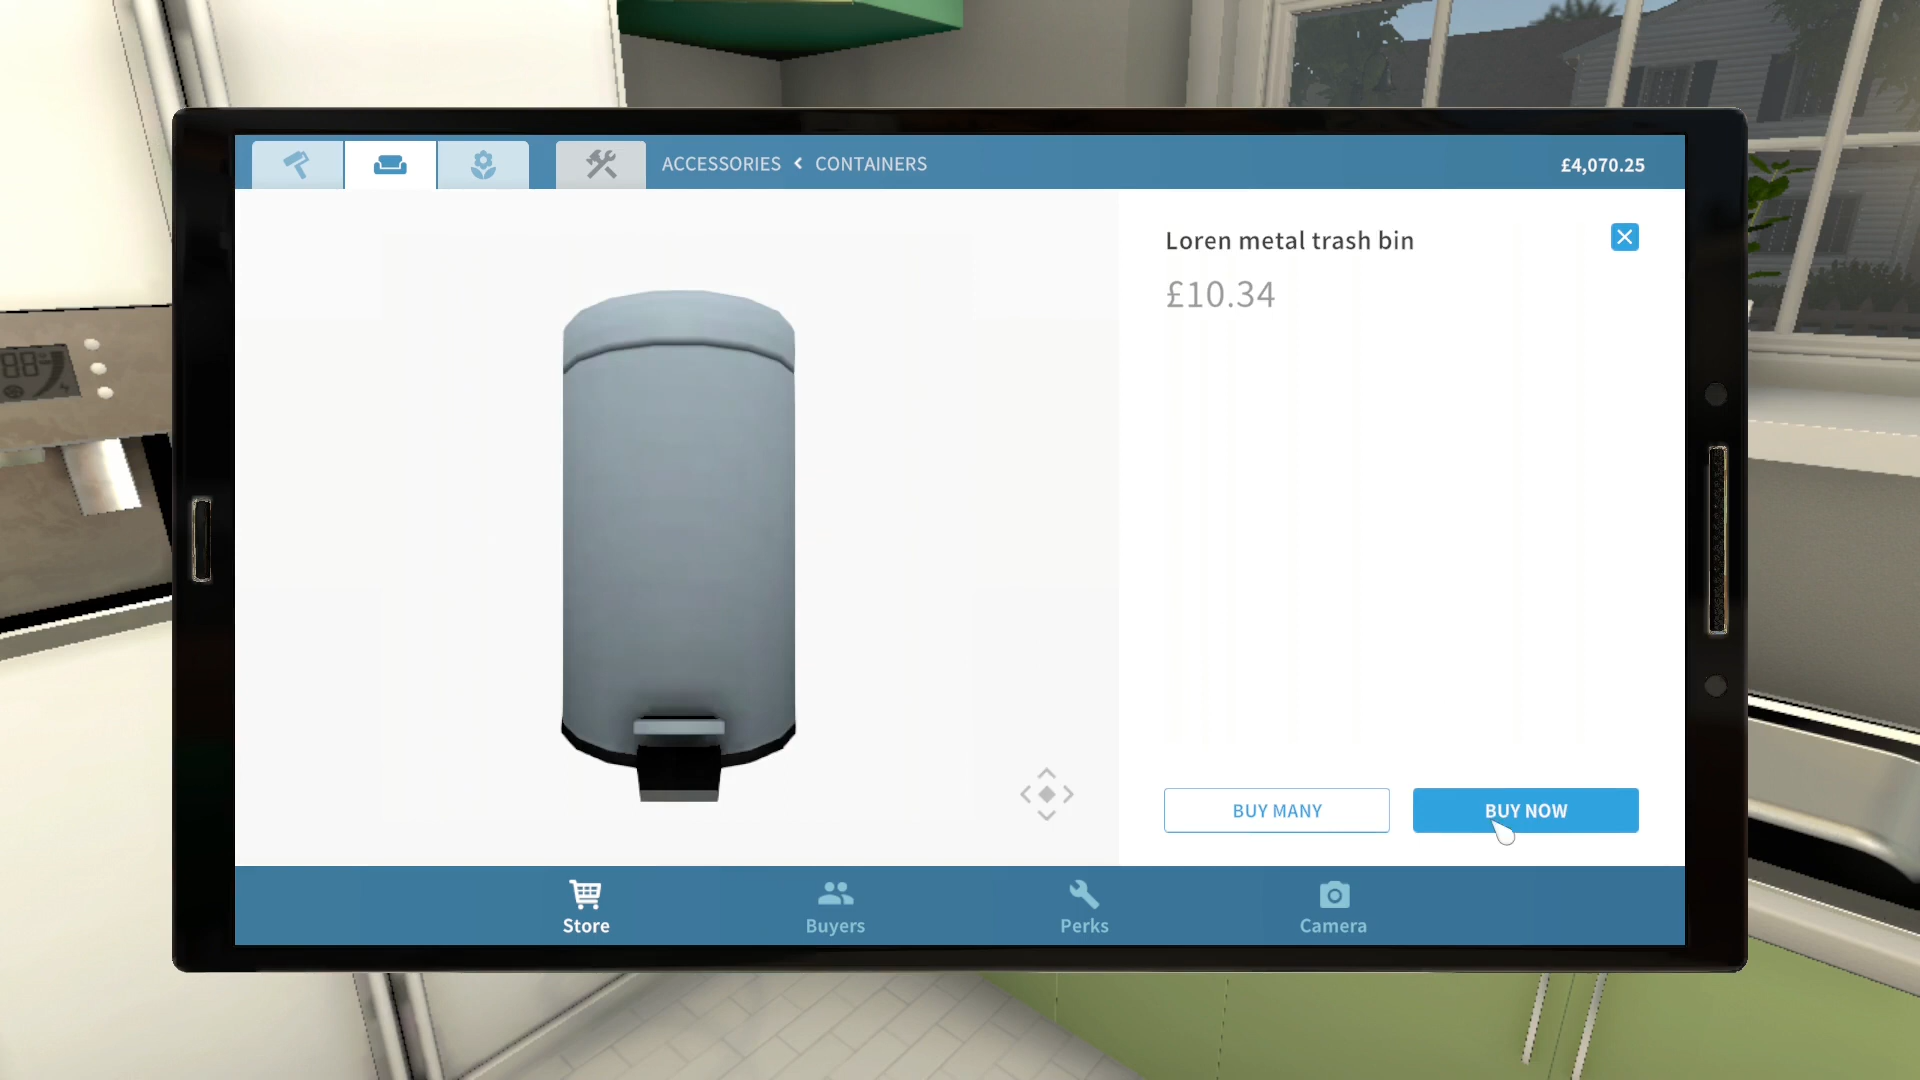 ACCESSORIES < CONTAINERS
£4,070.25
Loren metal trash bin
£10.34
BUY MANY
BUY NOW
Store
Buyers
Perks
Camera